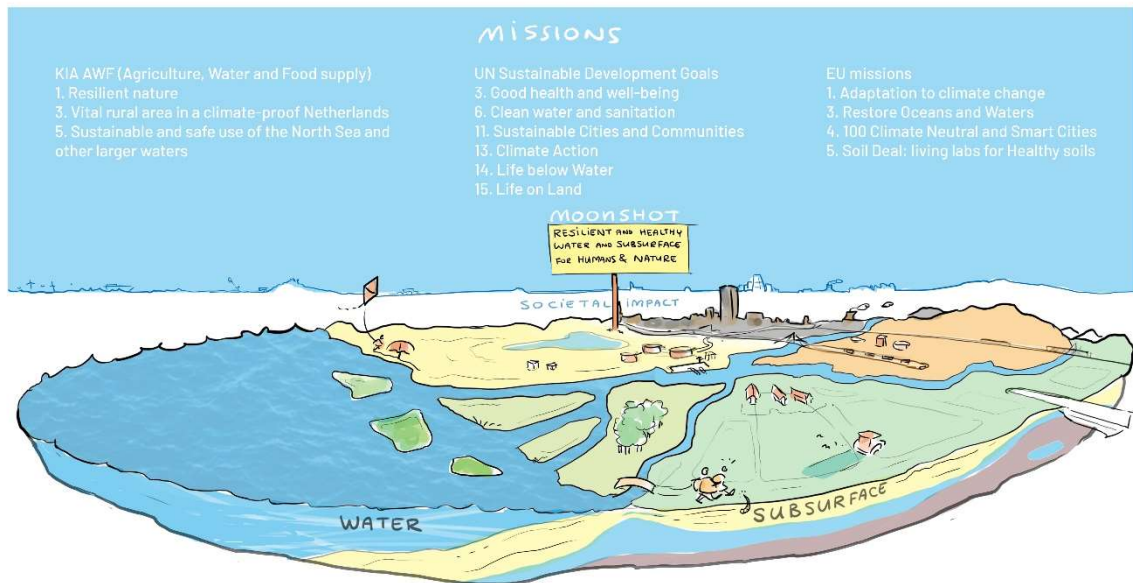 MISSIONS
KIA AWF (Agriculture, Water and Food supply)
1. Resilient nature
3. Vital rural area in a climate-proof Netherlands
5. Sustainable and safe use of the North Sea and
other larger waters
UN Sustainable Development Goals
3. Good health and well-being
6. Clean water and sanitation
11. Sustainable Cities and Communities
13. Climate Action
14. Life below Water
15. Life on Land
EU missions
1. Adaptation to climate change
3. Restore Oceans and Waters
4. 100 Climate Neutral and Smart Cities
5. Soil Deal: living labs for Healthy soils
MOONSHOT
RESILIENT AND HEALTHY
WATER AND SUBSURFACE
FOR HUMANS & NATURE
SOCIETAL IMPACT
WATER
SUBSURFACE